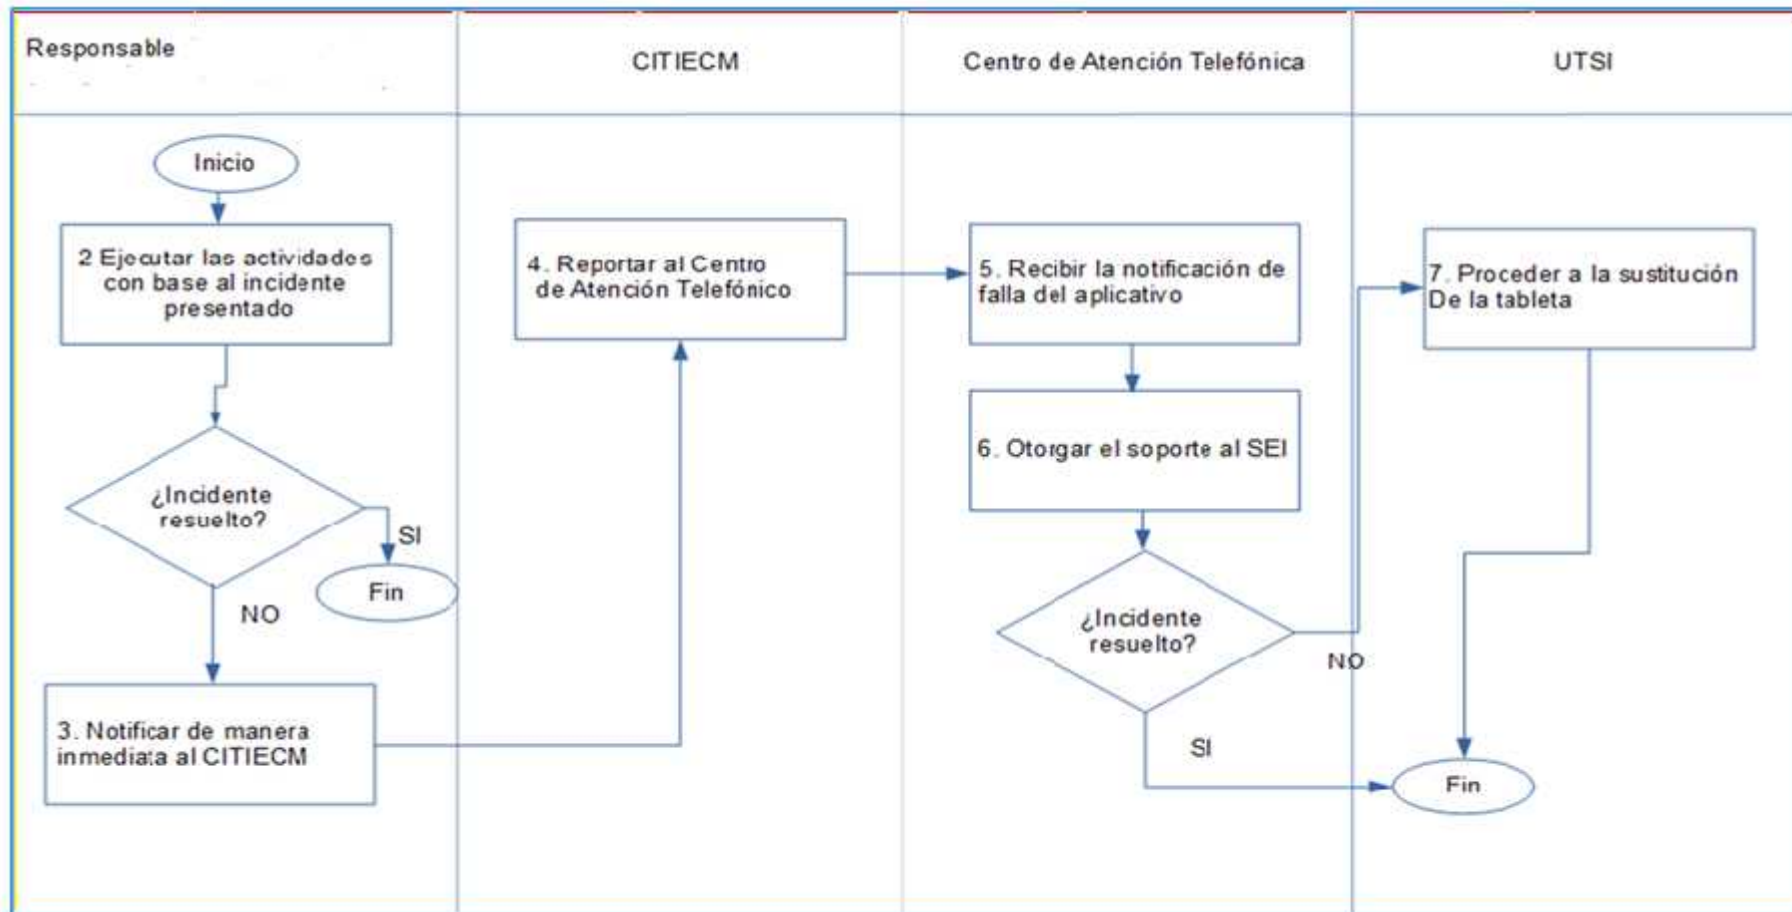 Responsable
CITIECM
Centro de Atención Telefónica
UTSI
Inicio
2 Ejecutar las actividades
con base al incidente
presentado
¿Incidente
resuelto?
SI
Fin
NO
3. Notificar de manera
inmediata al CITIECM
4. Reportar al Centro
de Atención Telefónico
5. Recibir la notificación de
falla del aplicativo
6. Otorgar el soporte al SEI
¿Incidente
resuelto?
NO
SI
7. Proceder a la sustitución
De la tableta
Fin